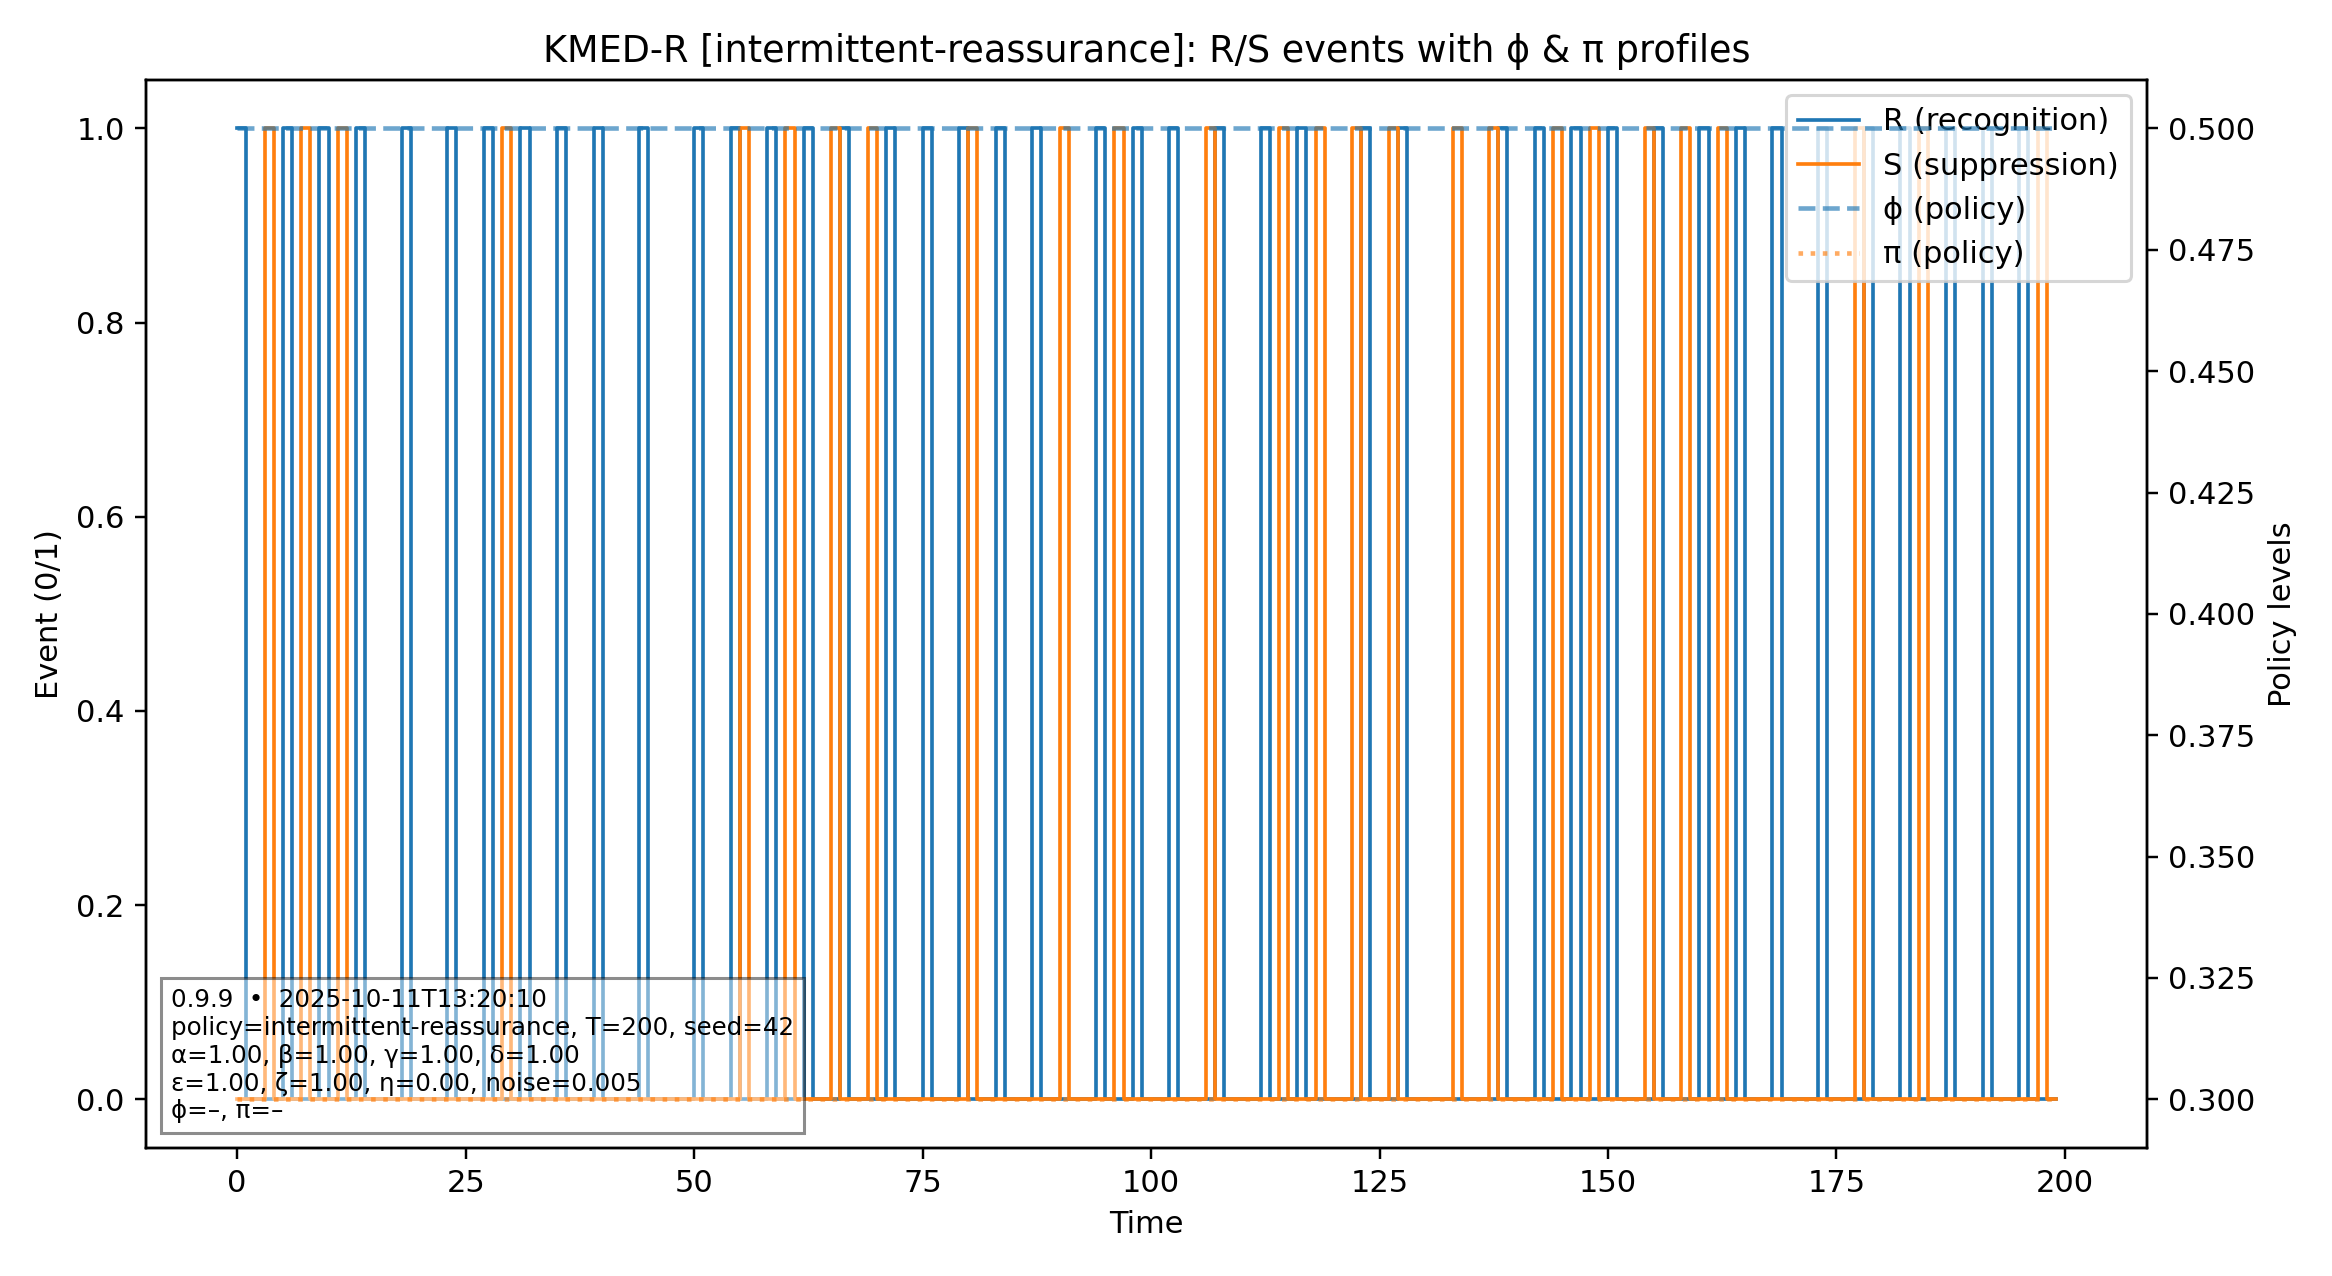 KMED-R [intermittent-reassurance]: R/S events with ϕ & π profiles
R (recognition)
S (suppression)
ϕ (policy)
π (policy)
Event (0/1)
1.0
0.8
0.6
0.4
0.2
0.0
Policy levels
0.500
0.475
0.450
0.425
0.400
0.375
0.350
0.325
0.300
0.9.9 • 2025-10-11T13:20:10
policy=intermittent-reassurance, T=200, seed=42
α=1.00, β=1.00, γ=1.00, δ=1.00
ε=1.00, ζ=1.00, η=0.00, noise=0.005
ϕ=–, π=–
0 25 50 75 100 125 150 175 200
Time